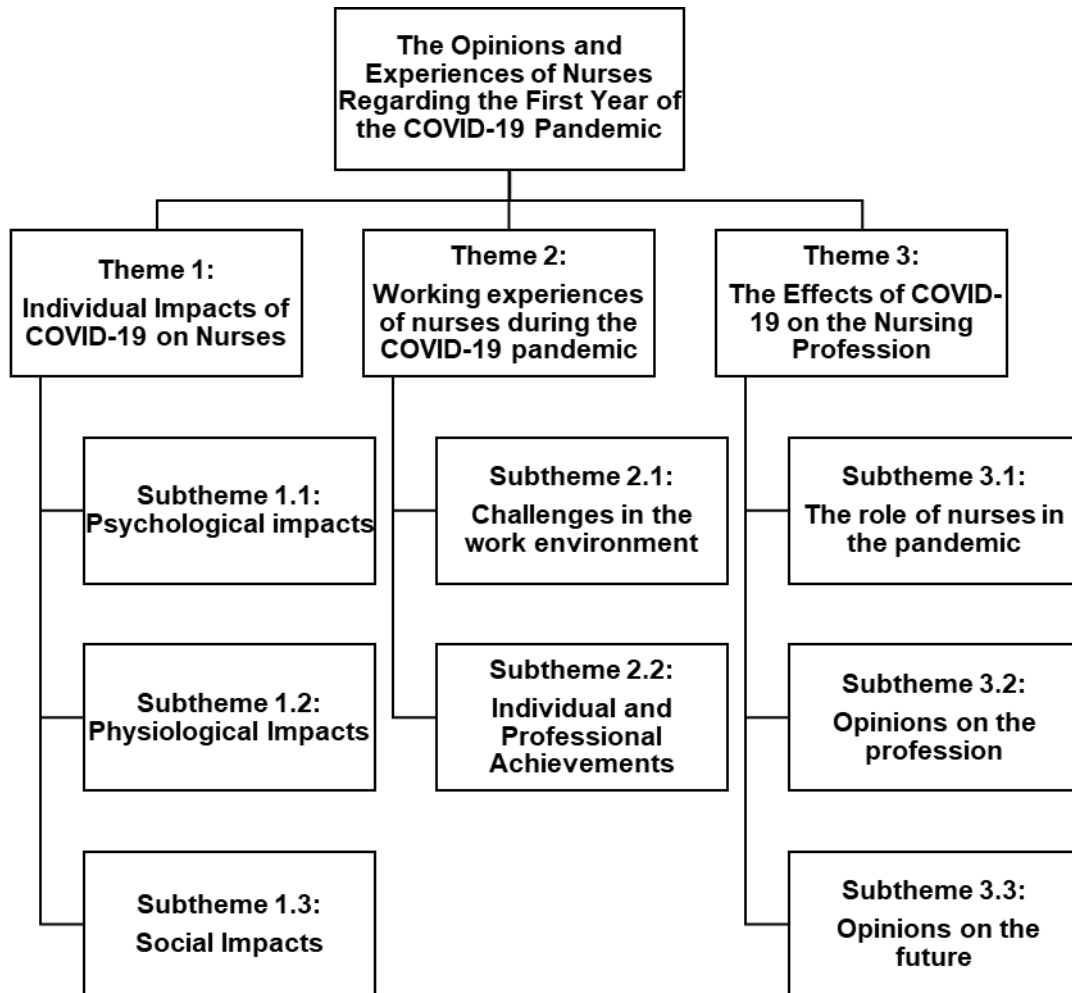 The Opinions and
Experiences of Nurses
Regarding the First Year of
the COVID-19 Pandemic
Theme 1:
Individual Impacts of
COVID-19 on Nurses
Subtheme 1.1:
Psychological impacts
Subtheme 1.2:
Physiological Impacts
Subtheme 1.3:
Social Impacts
Theme 2:
Working experiences
of nurses during the
COVID-19 pandemic
Subtheme 2.1:
Challenges in the
work environment
Subtheme 2.2:
Individual and
Professional
Achievements
Theme 3:
The Effects of COVID-
19 on the Nursing
Profession
Subtheme 3.1:
The role of nurses in
the pandemic
Subtheme 3.2:
Opinions on the
profession
Subtheme 3.3:
Opinions on the
future